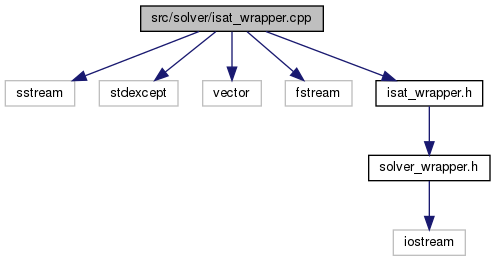 src/solver/isat_wrapper.cpp
sstream
stdexcept
vector
fstream
isat_wrapper.h
solver_wrapper.h
iostream